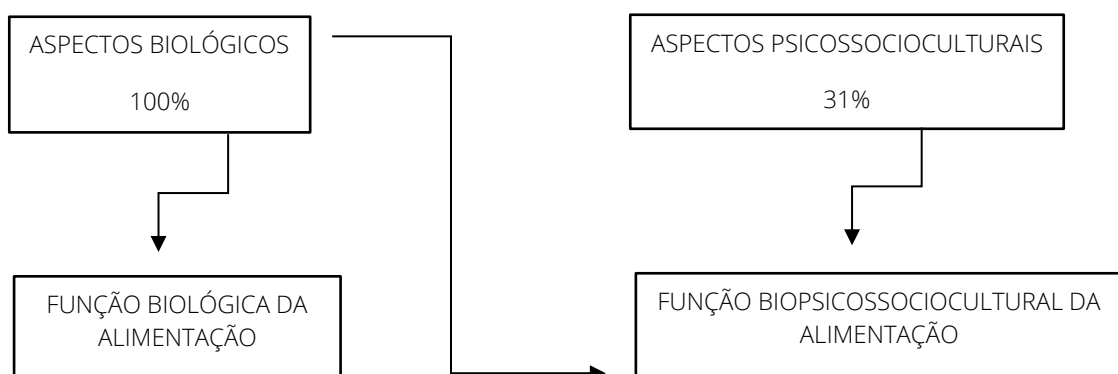 ASPECTOS BIOLÓGICOS
100%
ASPECTOS PSICOSSOCIOCULTURAIS
31%
FUNÇÃO BIOLÓGICA DA
ALIMENTAÇÃO
FUNÇÃO BIOPSICOSSOCIOCULTURAL DA
ALIMENTAÇÃO